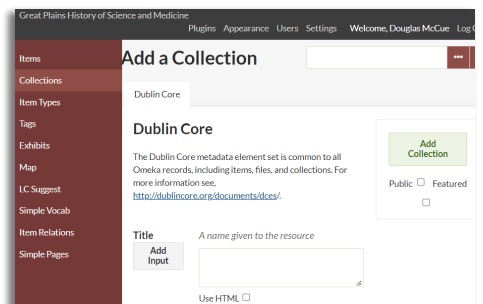 Great Plains History of Science and Medicine
Plugins Appearance Users Settings Welcome, Douglas McCue Log
Items
Collections
Item Types
Tags
Exhibits
Map
LC Suggest
Simple Vocab
Item Relations
Simple Pages
Add a Collection
...
Dublin Core
Dublin Core
The Dublin Core metadata element set is common to all
Omeka records, including items, files, and collections. For
more information see,
http://dublincore.org/documents/dces/.
Title
A name given to the resource
Add
Input
Use HTML
Add
Collection
Public Featured